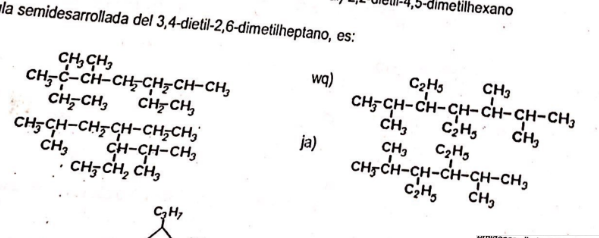 2,2-dietil-4,5-dimetilhexano
la semidesarrollada del 3,4-dietil-2,6-dimetilheptano, es:
CH₃ CH₃
CH₃-C-CH-CH₂-CH₂-CH-CH₃
CH₂-CH₃ CH₂-CH₃
wq)
C₂H₅ CH₃
CH₃-CH-CH-CH-CH-CH-CH₃
CH₃ C₂H₅ CH₃
CH₃-CH-CH₂-CH-CH₂CH₃
CH₃ CH-CH-CH₃
CH₃-CH₂ CH₃
ja)
CH₃ C₂H₅
CH₃-CH-CH-CH-CH-CH₃
C₂H₅ CH₃
C₃H₇